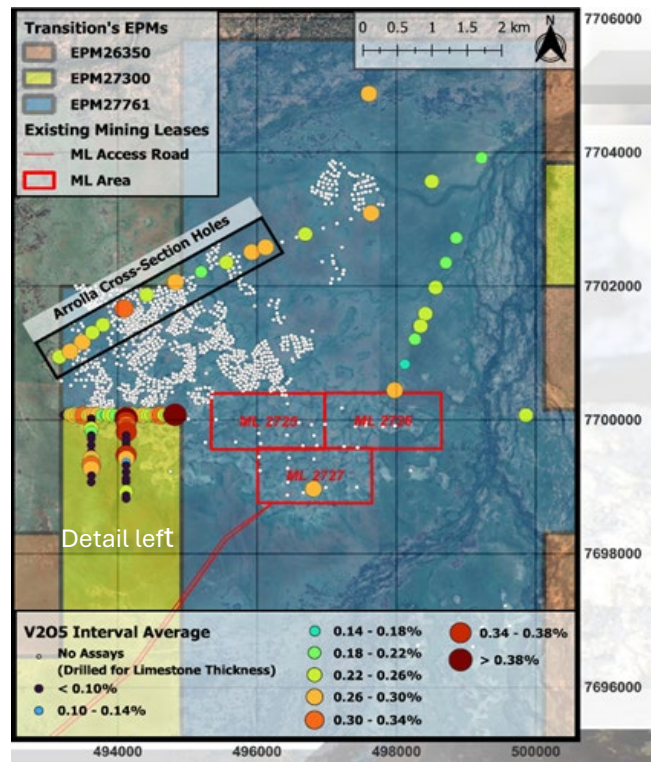 Transition's EPMs
EPM26350
EPM27300
EPM27761
Existing Mining Leases
ML Access Road
ML Area
0 0.5 1 1.5 2 km
N
7706000
7704000
7702000
7700000
7698000
7696000
Arrolla Cross-Section Holes
ML 2725
ML 2726
ML 2727
Detail left
V2O5 Interval Average
No Assays
(Drilled for Limestone Thickness)
< 0.10%
0.10 - 0.14%
0.14 - 0.18%
0.18 - 0.22%
0.22 - 0.26%
0.26 - 0.30%
0.30 - 0.34%
0.34 - 0.38%
> 0.38%
494000 496000 498000 500000